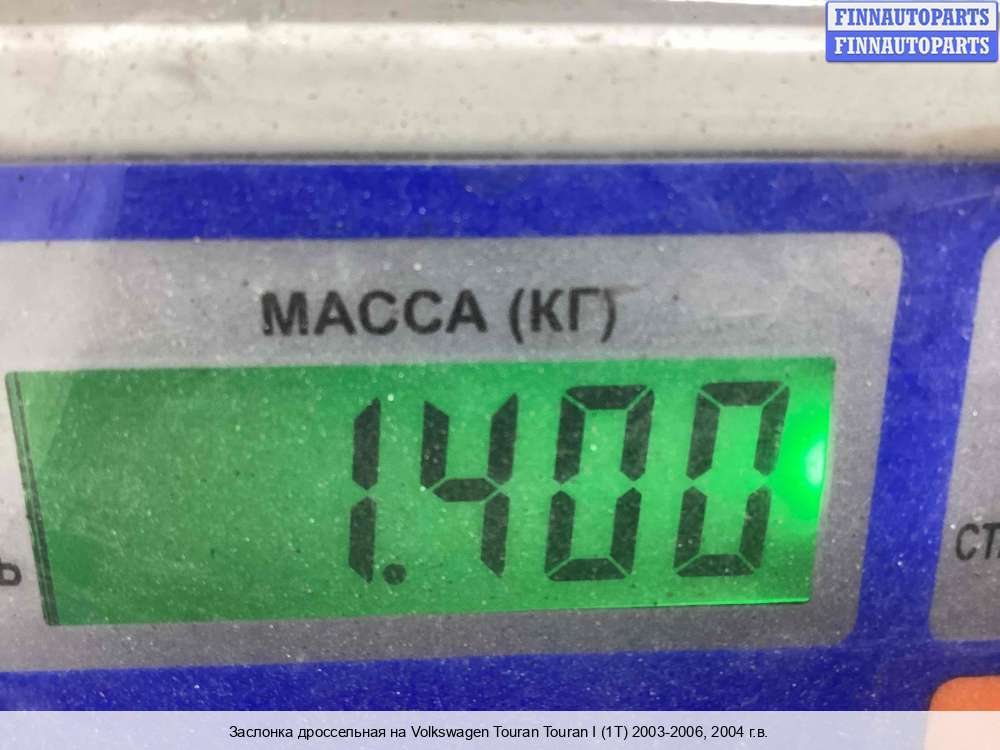 FINNAUTOPARTS
FINNAUTOPARTS
МАССА (КГ)
1.400
Заслонка дроссельная на Volkswagen Touran Touran I (1T) 2003-2006, 2004 г.в.